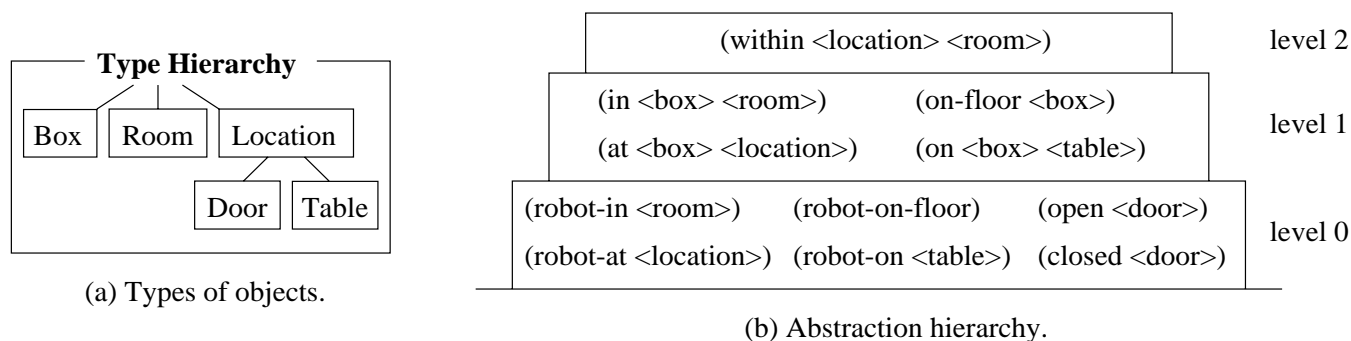 Type Hierarchy
Box Room Location
Door Table
(a) Types of objects.
(within <location> <room>) level 2
(in <box> <room>) (on-floor <box>)
(at <box> <location>) (on <box> <table>)
level 1
(robot-in <room>) (robot-on-floor) (open <door>)
(robot-at <location>) (robot-on <table>) (closed <door>)
level 0
(b) Abstraction hierarchy.